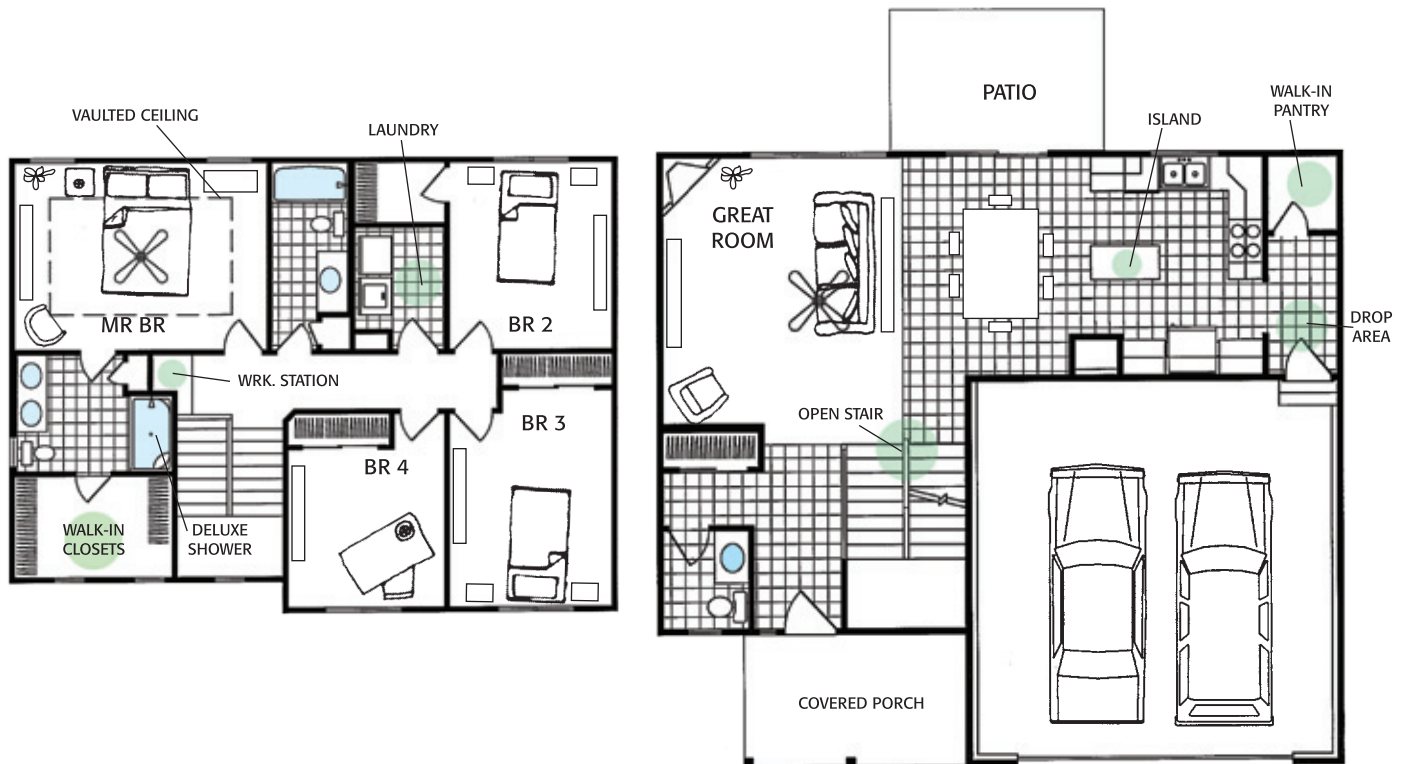 VAULTED CEILING
LAUNDRY
MR BR
BR 2
WRK. STATION
BR 3
BR 4
WALK-IN
CLOSETS
DELUXE
SHOWER
PATIO
WALK-IN
PANTRY
ISLAND
GREAT
ROOM
DROP
AREA
OPEN STAIR
COVERED PORCH